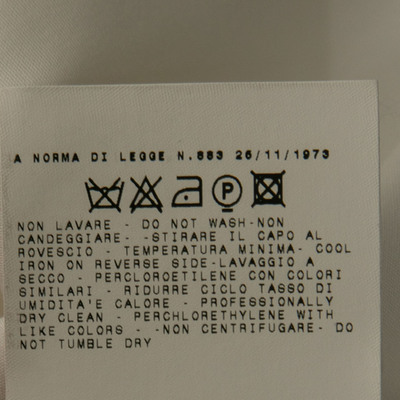 A NORMA DI LEGGE N.883 26/11/1973
P
NON LAVARE - DO NOT WASH-NON
CANDEGGIARE- -STIRARE IL CAPO AL
ROVESCIO - TEMPERATURA MINIMA- COOL
IRON ON REVERSE SIDE-LAVAGGIO A
SECCO - PERCLOROETILENE CON COLORI
SIMILARI - RIDURRE CICLO TASSO DI
UMIDITA'E CALORE - PROFESSIONALLY
DRY CLEAN - PERCHLORETHYLENE WITH
LIKE COLORS - -NON CENTRIFUGARE- DO
NOT TUMBLE DRY